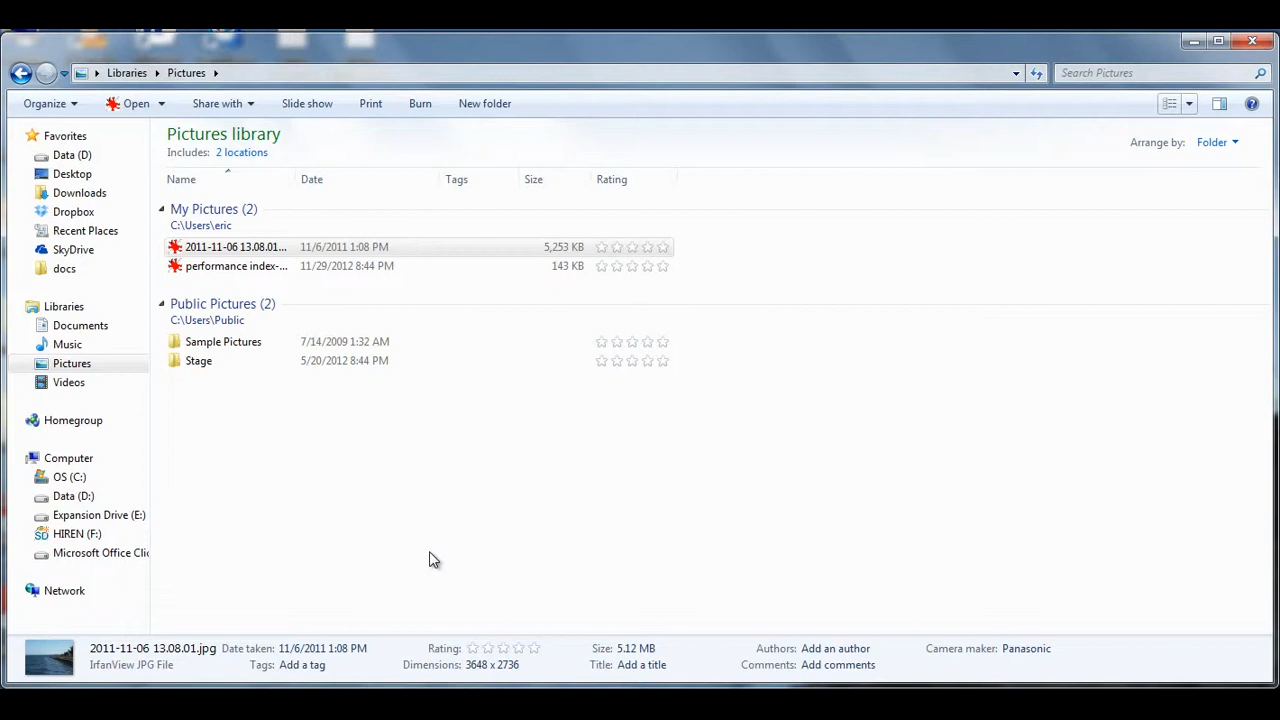 Libraries Pictures
Search Pictures
Organize Open Share with Slide show Print Burn New folder
Pictures library
Includes: 2 locations
Arrange by: Folder
Name Date Tags Size Rating
My Pictures (2)
C:\Users\eric
2011-11-06 13.08.01... 11/6/2011 1:08 PM 5,253 KB
performance index-... 11/29/2012 8:44 PM 143 KB
Public Pictures (2)
C:\Users\Public
Sample Pictures 7/14/2009 1:32 AM
Stage 5/20/2012 8:44 PM
Favorites
Data (D)
Desktop
Downloads
Dropbox
Recent Places
SkyDrive
docs
Libraries
Documents
Music
Pictures
Videos
Homegroup
Computer
OS (C:)
Data (D:)
Expansion Drive (E:)
HIREN (F:)
Microsoft Office Clic
Network
2011-11-06 13.08.01.jpg Date taken: 11/6/2011 1:08 PM Rating: Size: 5.12 MB Authors: Add an author Camera maker: Panasonic
IrfanView JPG File Tags: Add a tag Dimensions: 3648 x 2736 Title: Add a title Comments: Add comments